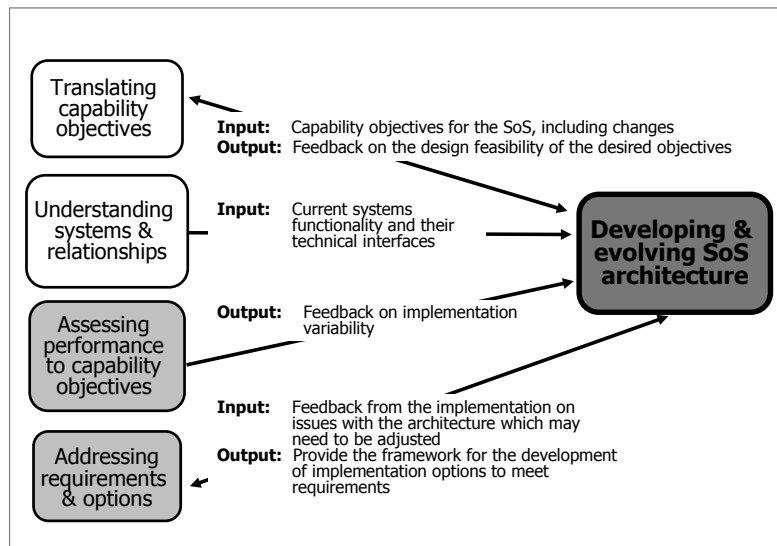 Translating
capability
objectives
Input: Capability objectives for the SoS, including changes
Output: Feedback on the design feasibility of the desired objectives
Understanding
systems &
relationships
Input: Current systems
functionality and their
technical interfaces
Developing &
evolving SoS
architecture
Assessing
performance
to capability
objectives
Output: Feedback on implementation
variability
Addressing
requirements
& options
Input: Feedback from the implementation on
issues with the architecture which may
need to be adjusted
Output: Provide the framework for the development
of implementation options to meet
requirements